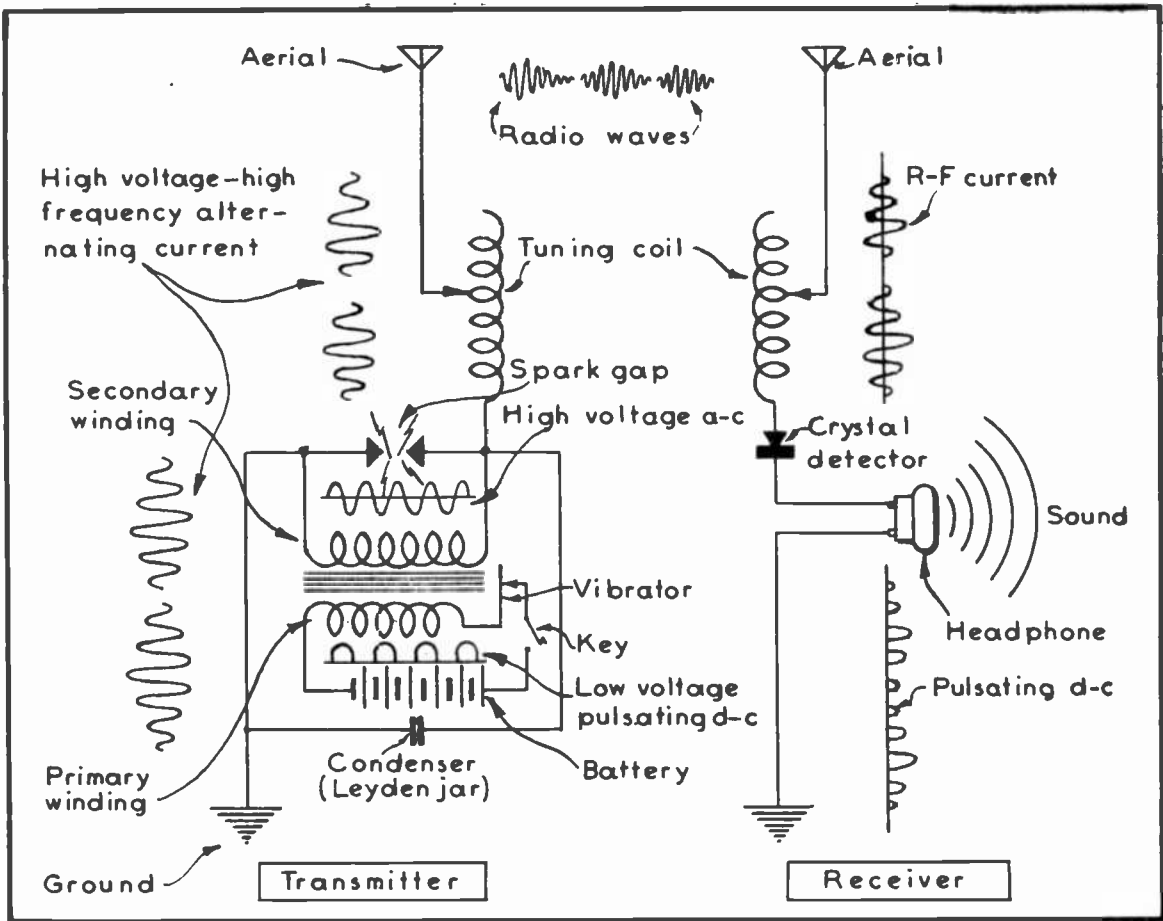 Aerial
Aerial
Radio waves
High voltage-high
frequency alter-
nating current
R-F current
Tuning coil
Spark gap
Secondary
winding
High voltage a-c
Crystal
detector
Sound
Vibrator
Key
Headphone
Low voltage
pulsating d-c
Pulsating d-c
Condenser
(Leyden jar)
Battery
Primary
winding
Ground
Transmitter
Receiver